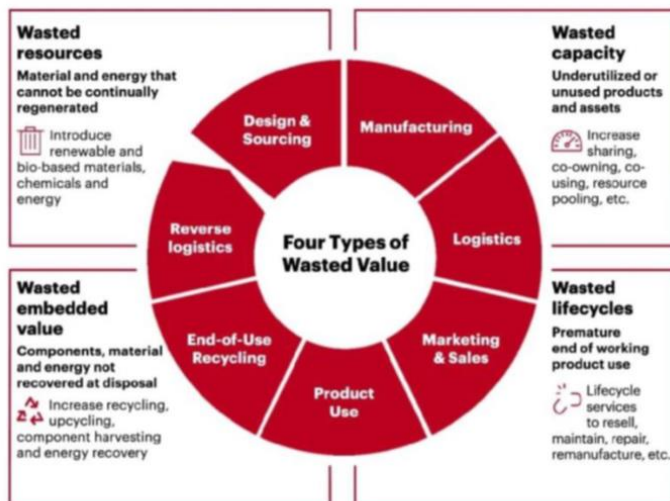 Wasted
resources
Material and energy that
cannot be continually
regenerated
Introduce
renewable and
bio-based materials,
chemicals and
energy
Wasted
capacity
Underutilized or
unused products
and assets
Increase
sharing,
co-owning, co-
using, resource
pooling, etc.
Design &
Sourcing
Manufacturing
Logistics
Marketing
& Sales
Product
Use
End-of-Use
Recycling
Reverse
logistics
Four Types of
Wasted Value
Wasted
embedded
value
Components, material
and energy not
recovered at disposal
Increase recycling,
upcycling,
component harvesting
and energy recovery
Wasted
lifecycles
Premature
end of working
product use
Lifecycle
services
to resell,
maintain, repair,
remanufacture, etc.